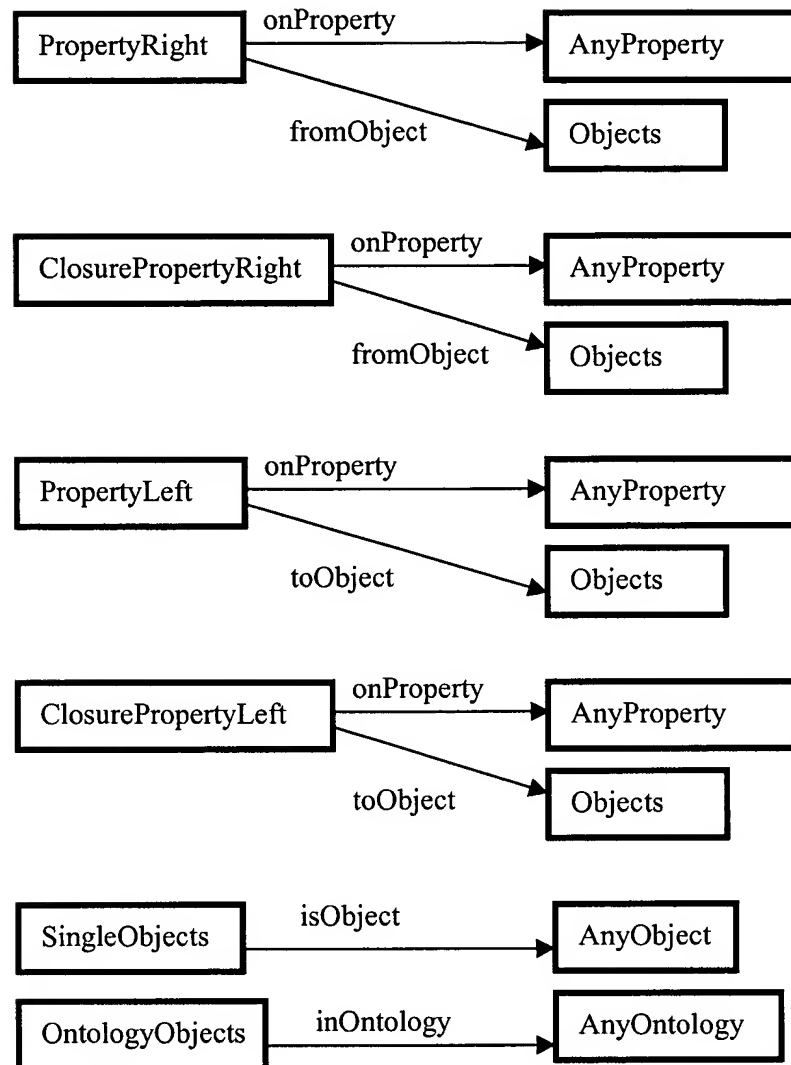 onProperty
PropertyRight
AnyProperty
fromObject
Objects
onProperty
ClosurePropertyRight
AnyProperty
fromObject
Objects
onProperty
PropertyLeft
AnyProperty
toObject
Objects
onProperty
ClosurePropertyLeft
AnyProperty
toObject
Objects
isObject
SingleObjects
AnyObject
inOntology
OntologyObjects
AnyOntology